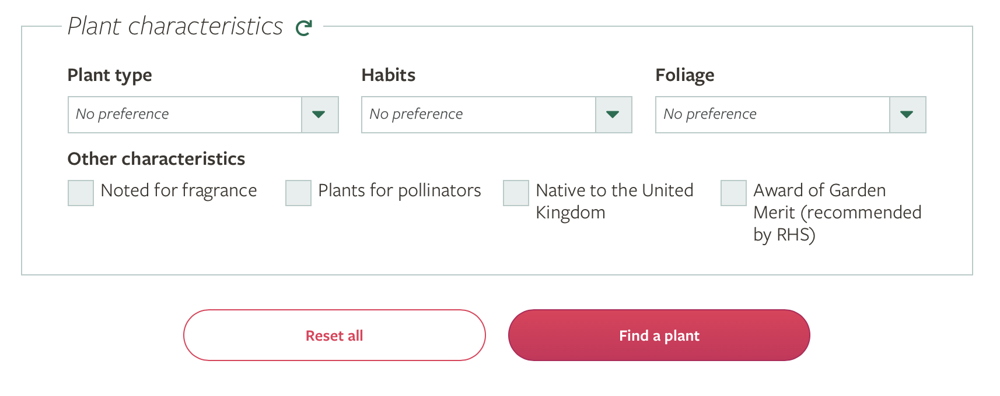 Plant characteristics
Plant type
Habits
Foliage
No preference
No preference
No preference
Other characteristics
Noted for fragrance
Plants for pollinators
Native to the United
Kingdom
Award of Garden
Merit (recommended
by RHS)
Reset all
Find a plant